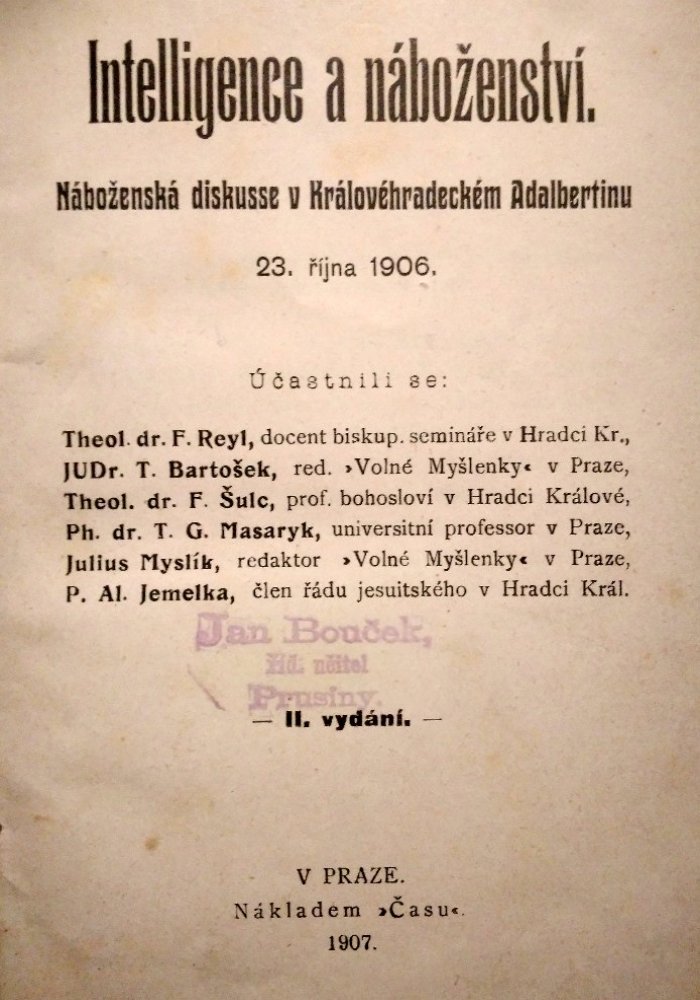 Intelligence a náboženství.
Náboženská diskusse v Královéhradeckém Adalbertinu
23. října 1906.
Účastnili se:
Theol. dr. F. Reyl, docent biskup. semináře v Hradci Kr.,
JUDr. T. Bartošek, red. ›Volné Myšlenky‹ v Praze,
Theol. dr. F. Šulc, prof. bohosloví v Hradci Králové,
Ph. dr. T. G. Masaryk, universitní professor v Praze,
Julius Myslík, redaktor ›Volné Myšlenky‹ v Praze,
P. Al. Jemelka, člen řádu jesuitského v Hradci Král.
Jan Bouček,
říd. učitel
Prusiny.
— II. vydání. —
V PRAZE.
Nákladem ›Času‹.
1907.